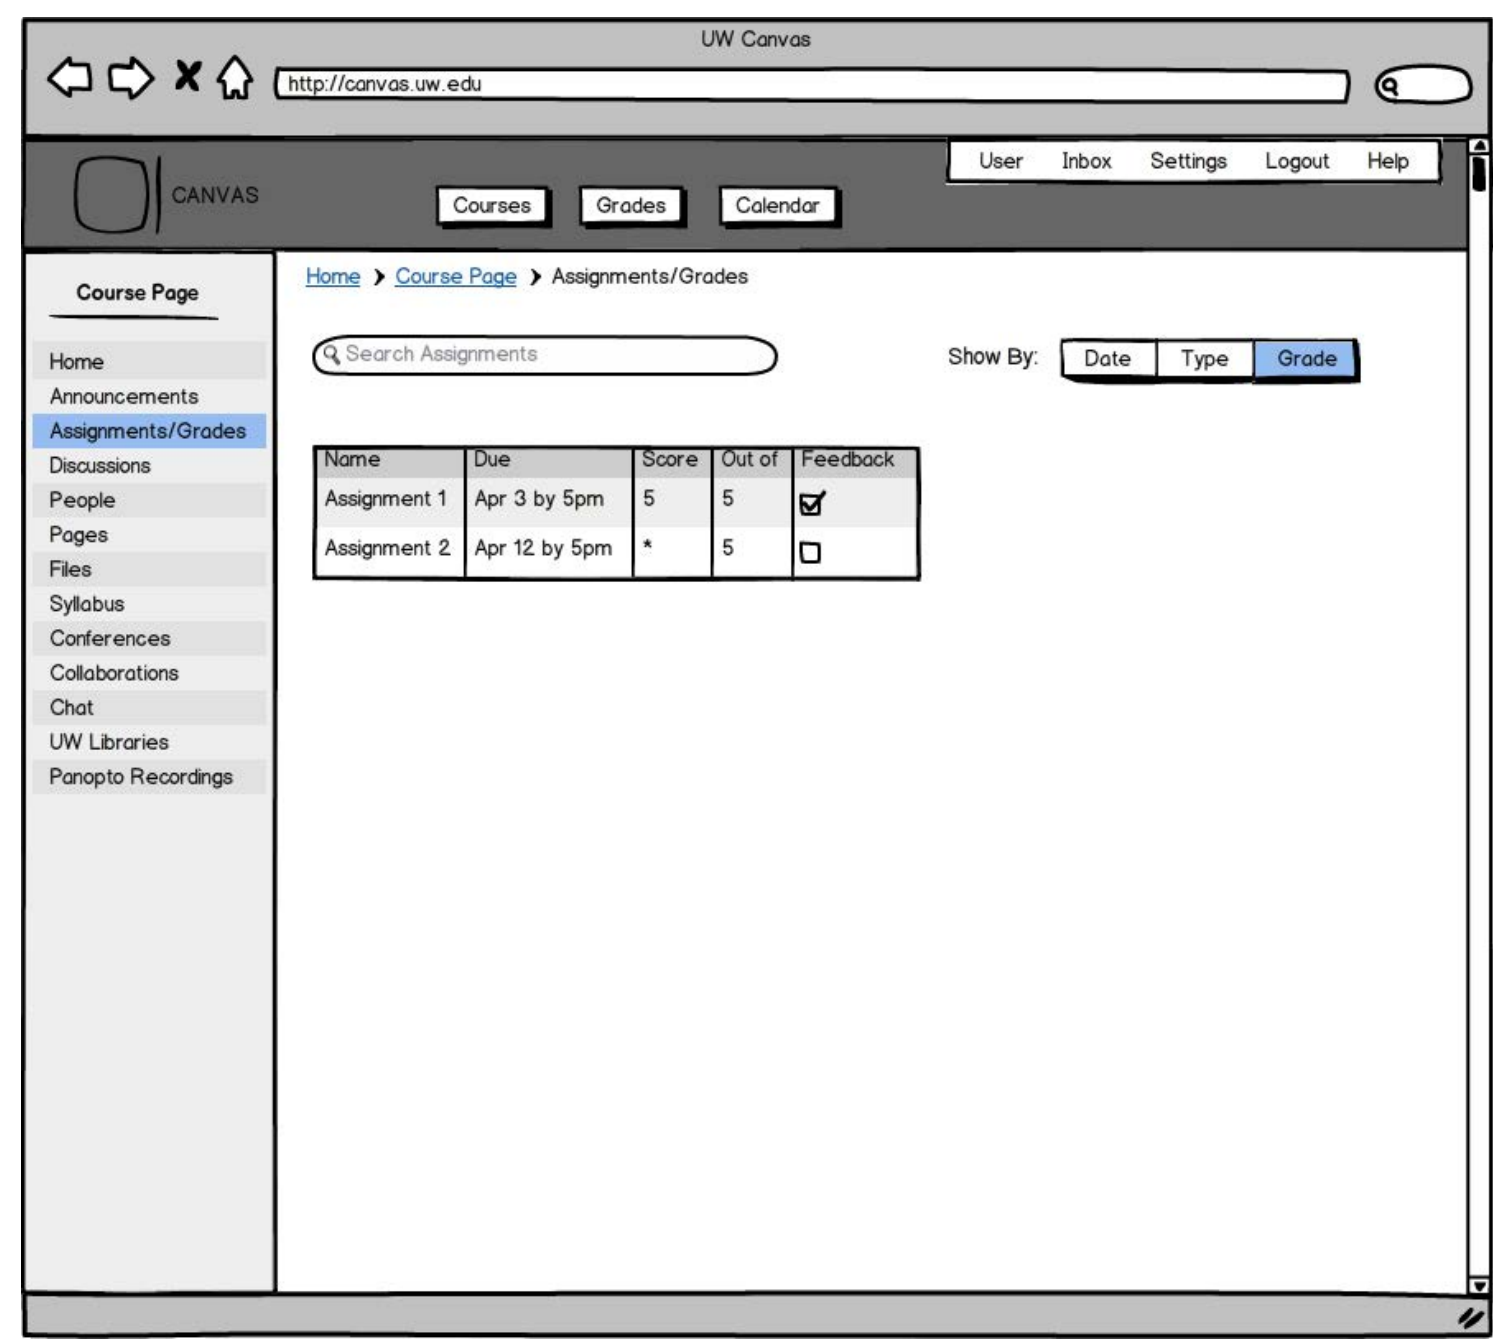 UW Canvas
http://canvas.uw.edu
User Inbox Settings Logout Help
CANVAS
Courses Grades Calendar
Course Page
Home
Announcements
Assignments/Grades
Discussions
People
Pages
Files
Syllabus
Conferences
Collaborations
Chat
UW Libraries
Panopto Recordings
Home > Course Page > Assignments/Grades
Search Assignments
Show By: Date Type Grade
Name Due Score Out of Feedback
Assignment 1 Apr 3 by 5pm 5 5
Assignment 2 Apr 12 by 5pm * 5